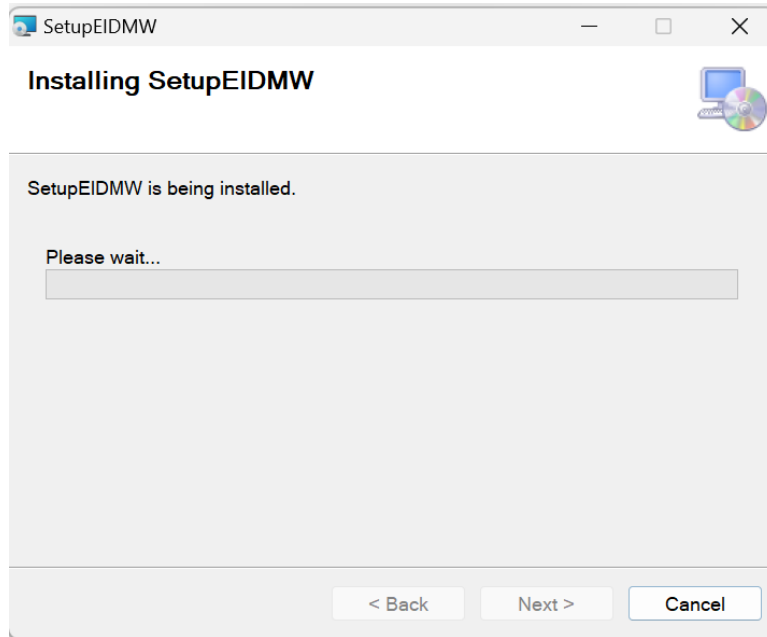 SetupEIDMW
Installing SetupEIDMW
SetupEIDMW is being installed.
Please wait...
< Back Next > Cancel